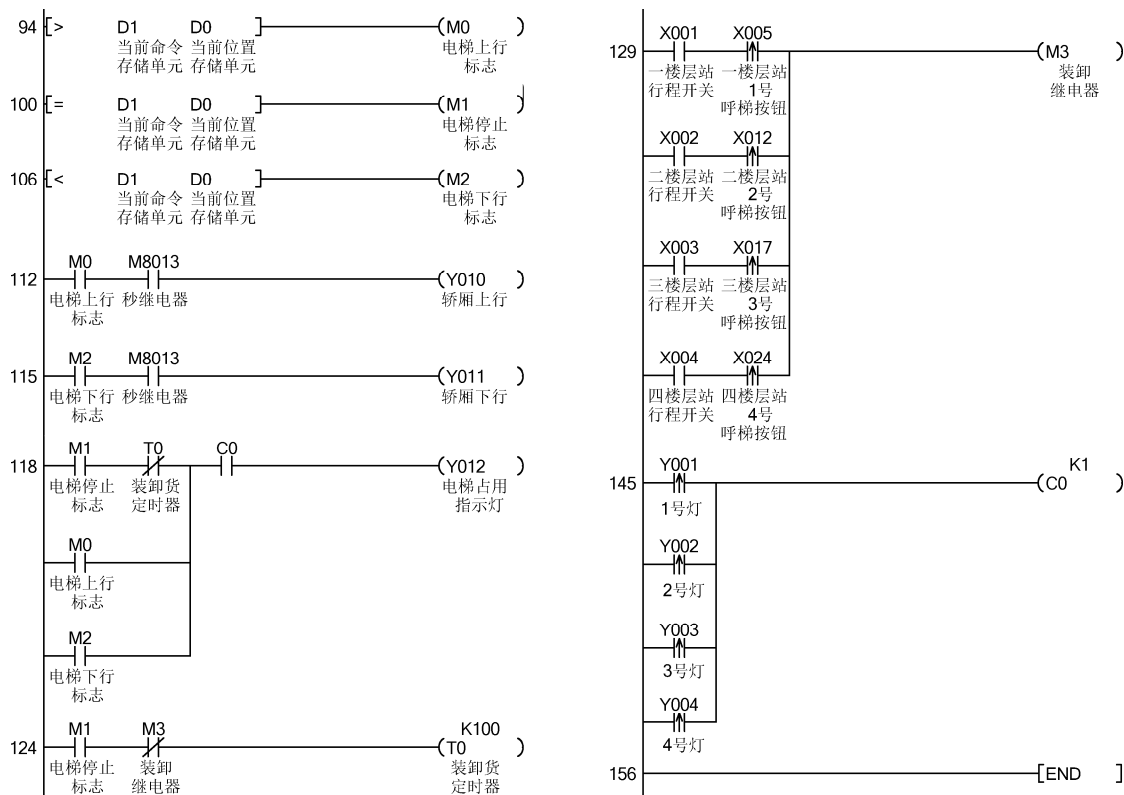 94 [> D1 D0 ] (M0 )
当前命令 当前位置 电梯上行
存储单元 存储单元 标志
100 [= D1 D0 ] (M1 )
当前命令 当前位置 电梯停止
存储单元 存储单元 标志
106 [< D1 D0 ] (M2 )
当前命令 当前位置 电梯下行
存储单元 存储单元 标志
M0 M8013
112 (Y010 )
电梯上行 秒继电器 轿厢上行
标志
M2 M8013
115 (Y011 )
电梯下行 秒继电器 轿厢下行
标志
M1 T0 C0
118 (Y012 )
电梯停止 装卸货 电梯占用
标志 定时器 指示灯
M0
电梯上行
标志
M2
电梯下行
标志
M1 M3 K100
124 (T0 )
电梯停止 装卸 装卸货
标志 继电器 定时器
X001 X005
129 (M3 )
一楼层站 一楼层站 装卸
行程开关 1号 继电器
呼梯按钮
X002 X012
二楼层站 二楼层站
行程开关 2号
呼梯按钮
X003 X017
三楼层站 三楼层站
行程开关 3号
呼梯按钮
X004 X024
四楼层站 四楼层站
行程开关 4号
呼梯按钮
Y001 K1
145 (C0 )
1号灯
Y002
2号灯
Y003
3号灯
Y004
4号灯
156 [END ]